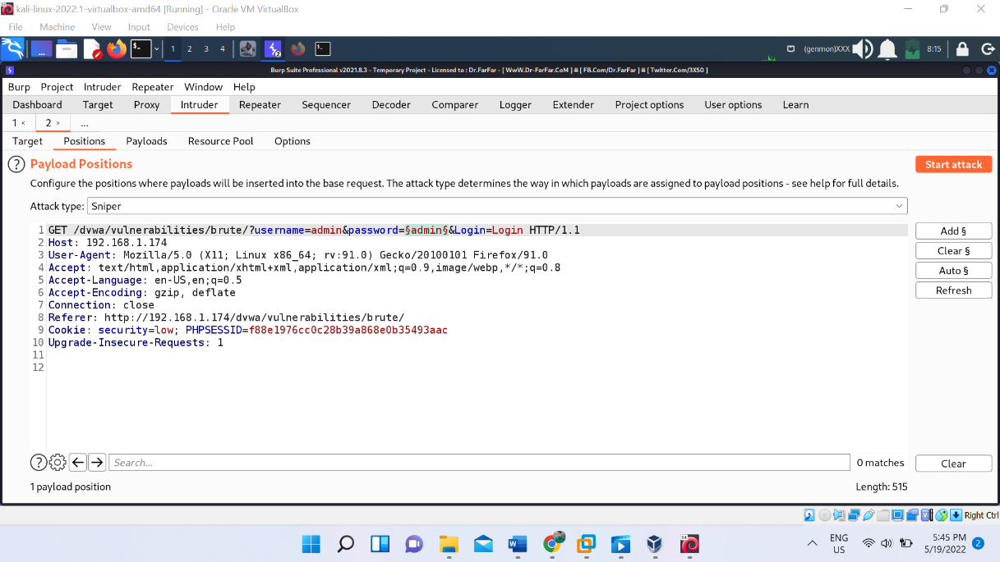 kali-linux-2022.1-virtualbox-amd64 [Running] - Oracle VM VirtualBox
File Machine View Input Devices Help
1 2 3 4 (genmon)XXX 8:15
Burp Suite Professional v2021.8.3 - Temporary Project - Licensed to : Dr.FarFar - [ WwW.Dr-FarFar.CoM ] # [ FB.Com/Dr.FarFar ] # [ Twitter.Com/3XS0 ]
Burp Project Intruder Repeater Window Help
Dashboard Target Proxy Intruder Repeater Sequencer Decoder Comparer Logger Extender Project options User options Learn
1 × 2 × ...
Target Positions Payloads Resource Pool Options
? Payload Positions Start attack
Configure the positions where payloads will be inserted into the base request. The attack type determines the way in which payloads are assigned to payload positions - see help for full details.
Attack type: Sniper
1 GET /dvwa/vulnerabilities/brute/?username=admin&password=§admin§&Login=Login HTTP/1.1 Add §
2 Host: 192.168.1.174
3 User-Agent: Mozilla/5.0 (X11; Linux x86_64; rv:91.0) Gecko/20100101 Firefox/91.0 Clear §
4 Accept: text/html,application/xhtml+xml,application/xml;q=0.9,image/webp,*/*;q=0.8 Auto §
5 Accept-Language: en-US,en;q=0.5
6 Accept-Encoding: gzip, deflate Refresh
7 Connection: close
8 Referer: http://192.168.1.174/dvwa/vulnerabilities/brute/
9 Cookie: security=low; PHPSESSID=f88e1976cc0c28b39a868e0b35493aac
10 Upgrade-Insecure-Requests: 1
11
12
? Search... 0 matches Clear
1 payload position Length: 515
Right Ctrl
ENG 5:45 PM
US 5/19/2022 2